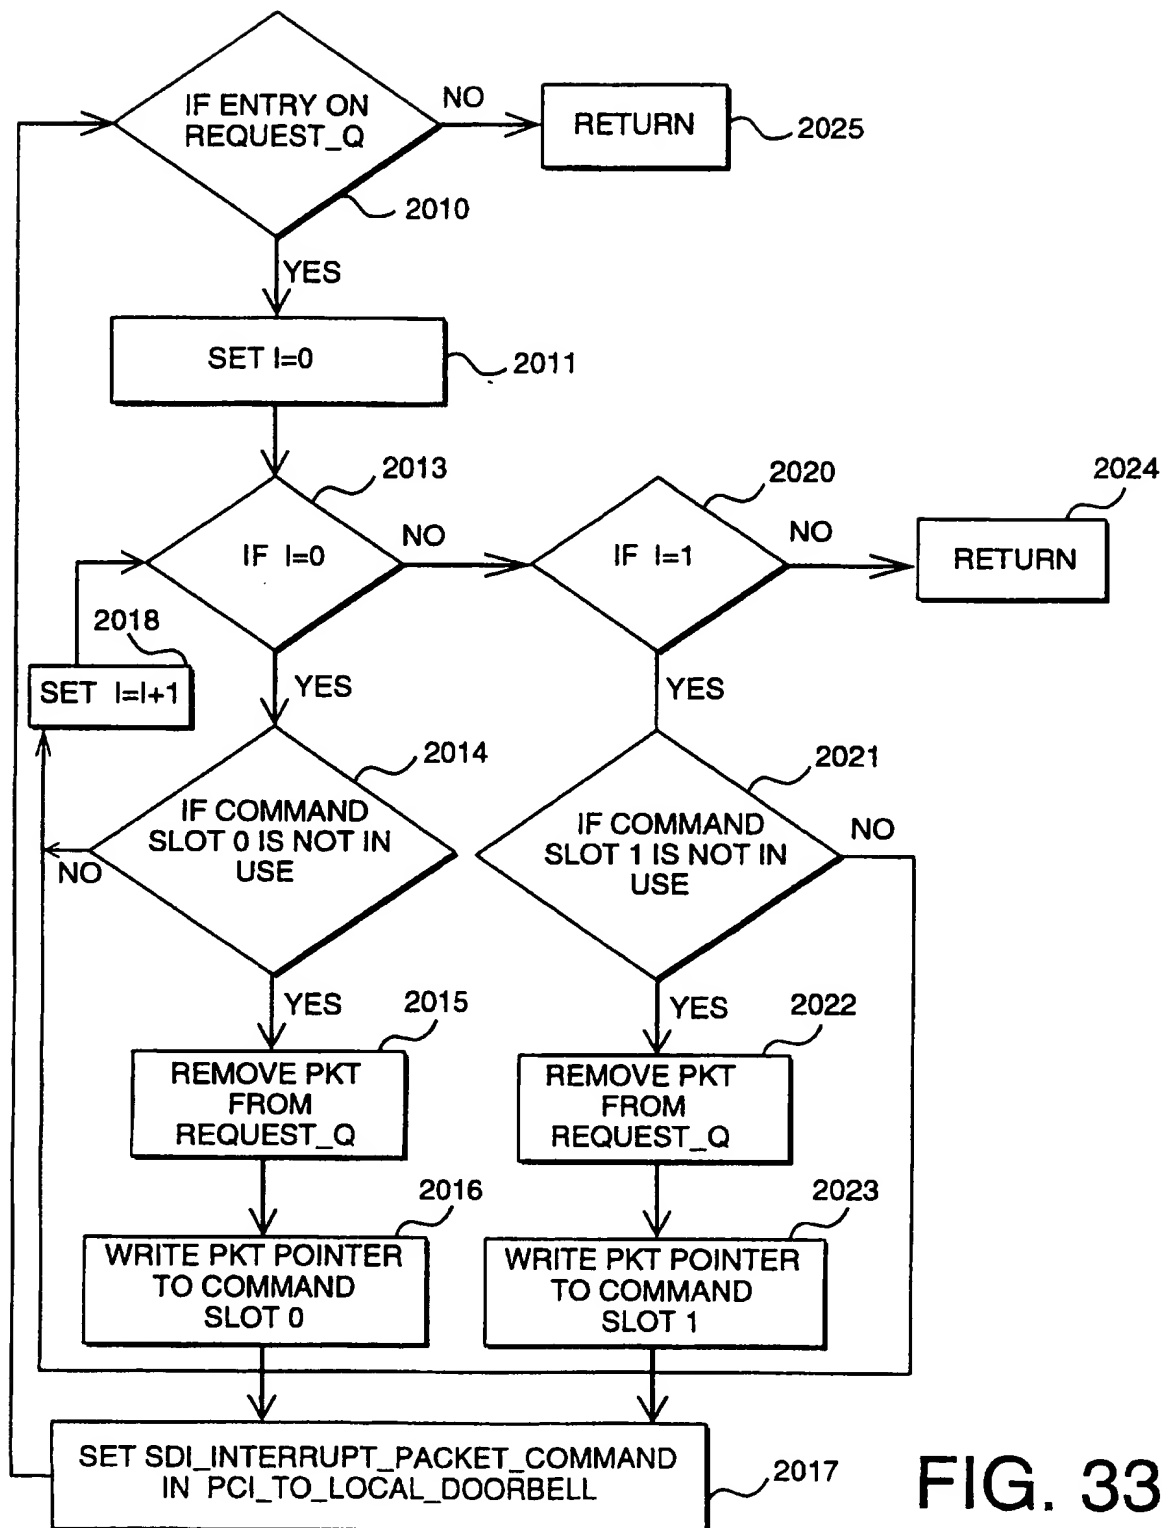 IF ENTRY ON
REQUEST_Q
NO
RETURN
2025
2010
YES
SET I=0
2011
2013
2020
2024
IF I=0
NO
IF I=1
NO
RETURN
2018
SET I=I+1
YES
YES
2014
2021
IF COMMAND
SLOT 0 IS NOT IN
USE
NO
IF COMMAND
SLOT 1 IS NOT IN
USE
NO
YES
2015
YES
2022
REMOVE PKT
FROM
REQUEST_Q
REMOVE PKT
FROM
REQUEST_Q
2016
2023
WRITE PKT POINTER
TO COMMAND
SLOT 0
WRITE PKT POINTER
TO COMMAND
SLOT 1
SET SDI_INTERRUPT_PACKET_COMMAND
IN PCI_TO_LOCAL_DOORBELL
2017
FIG. 33